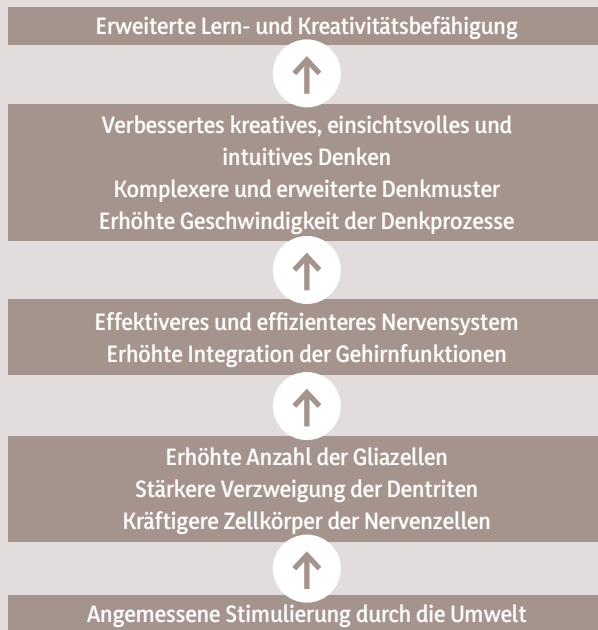 Erweiterte Lern- und Kreativitätsbefähigung
Verbessertes kreatives, einsichtsvolles und
intuitives Denken
Komplexere und erweiterte Denkmuster
Erhöhte Geschwindigkeit der Denkprozesse
Effektiveres und effizienteres Nervensystem
Erhöhte Integration der Gehirnfunktionen
Erhöhte Anzahl der Gliazellen
Stärkere Verzweigung der Dentriten
Kräftigere Zellkörper der Nervenzellen
Angemessene Stimulierung durch die Umwelt